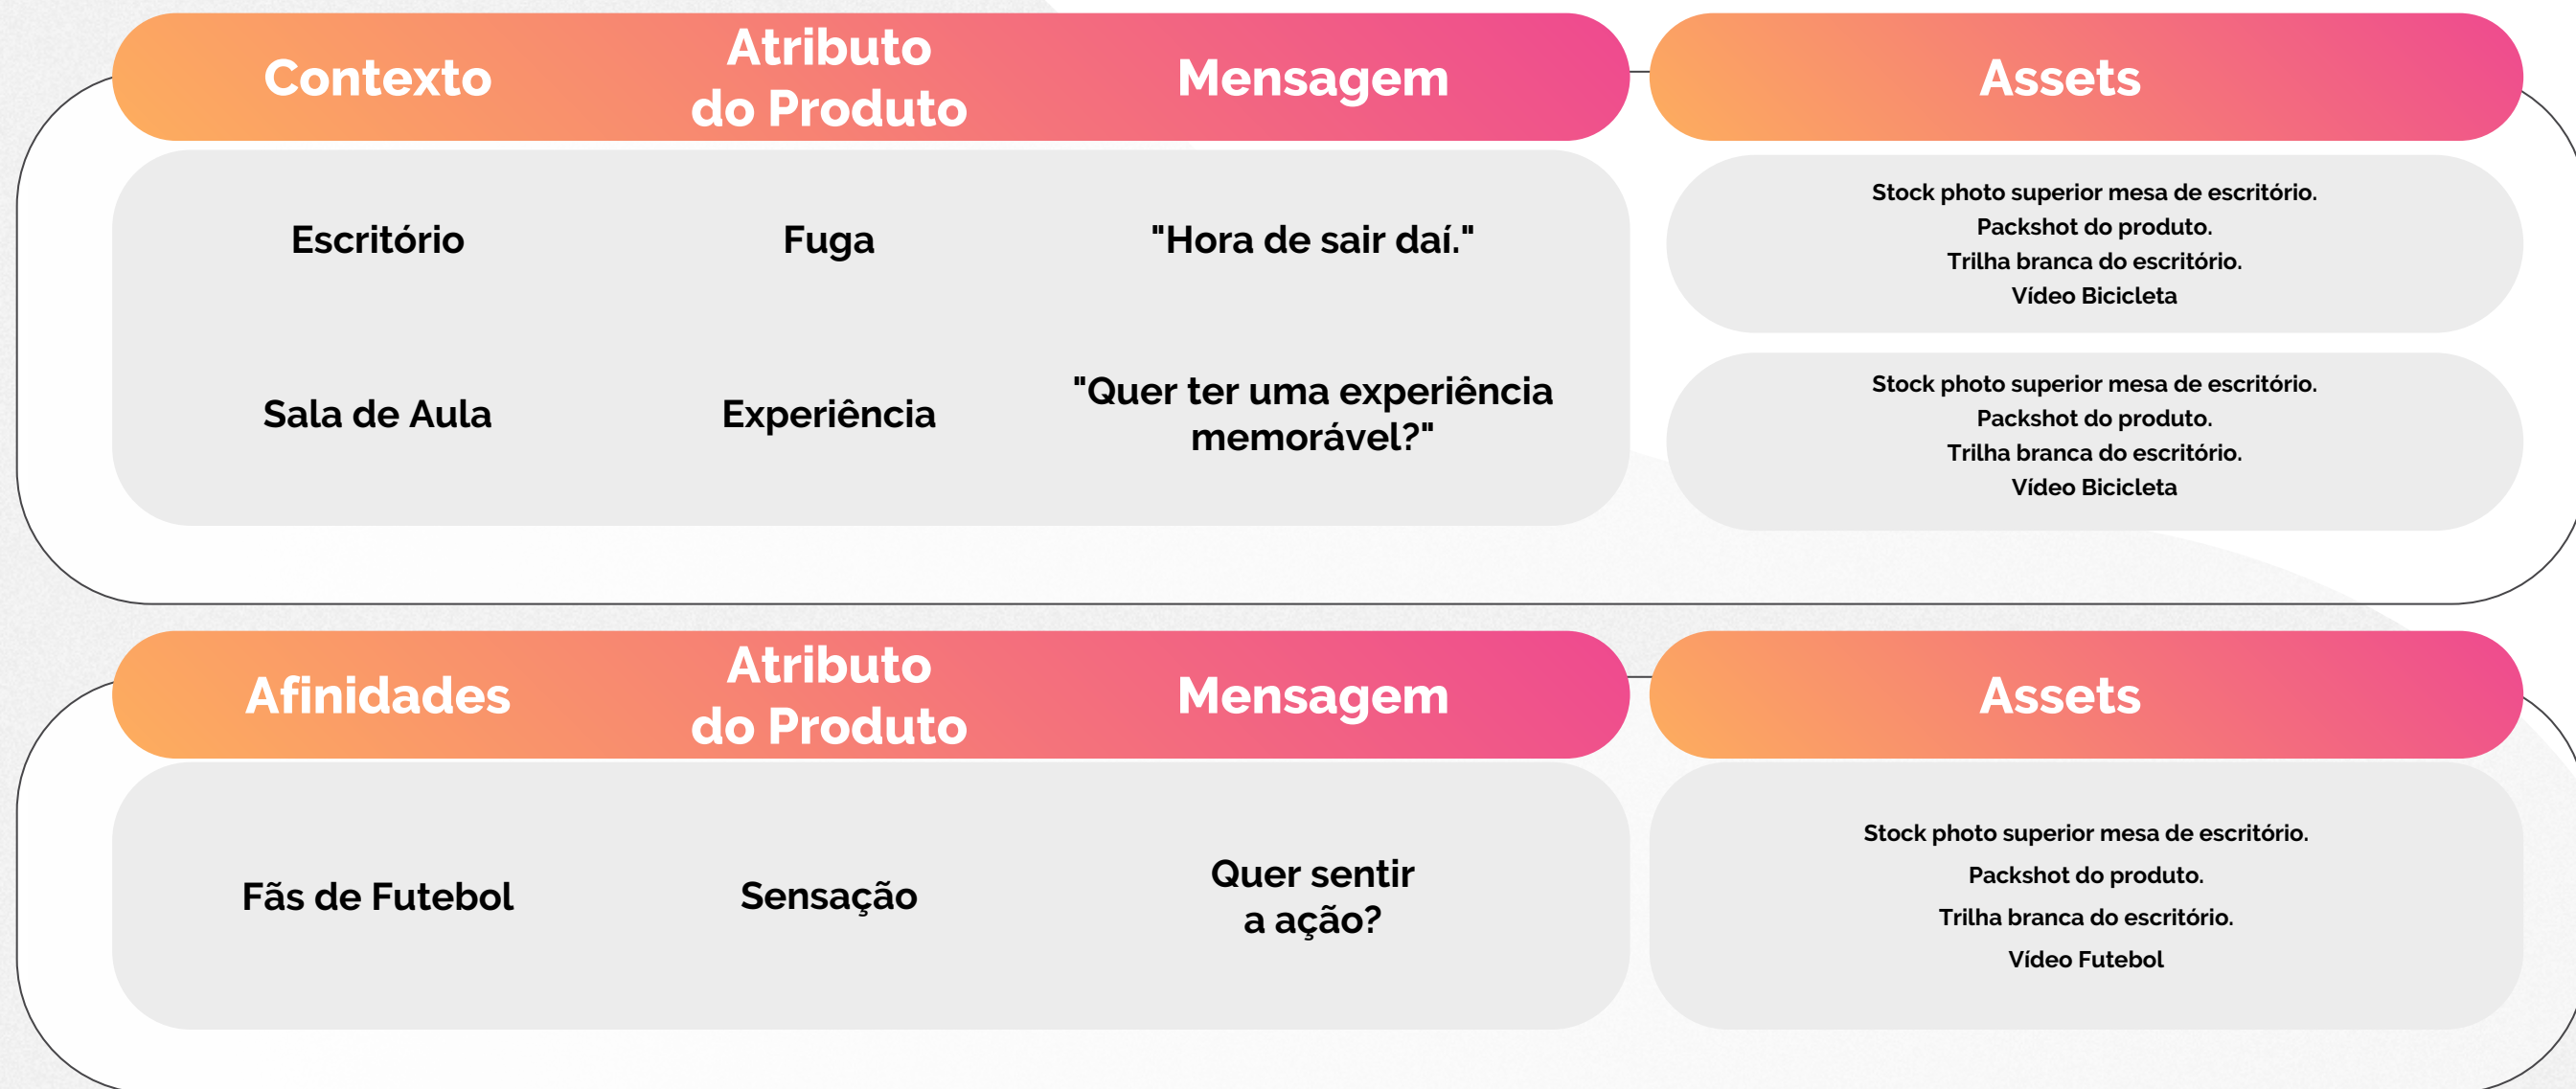 Contexto
Atributo
do Produto
Mensagem
Assets
Escritório
Fuga
"Hora de sair daí."
Stock photo superior mesa de escritório.
Packshot do produto.
Trilha branca do escritório.
Vídeo Bicicleta
Sala de Aula
Experiência
"Quer ter uma experiência
memorável?"
Stock photo superior mesa de escritório.
Packshot do produto.
Trilha branca do escritório.
Vídeo Bicicleta
Afinidades
Atributo
do Produto
Mensagem
Assets
Fãs de Futebol
Sensação
Quer sentir
a ação?
Stock photo superior mesa de escritório.
Packshot do produto.
Trilha branca do escritório.
Vídeo Futebol